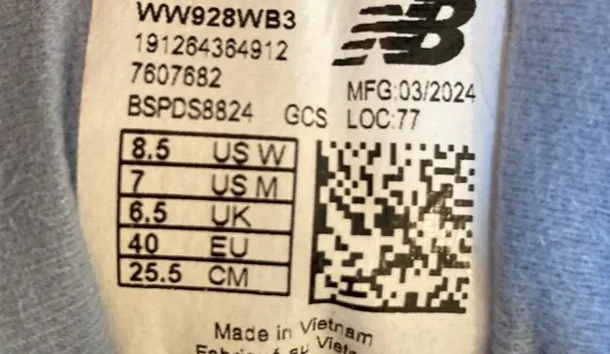 WW928WB3
191264364912
7607682
BSPDS8824 GCS
NB
MFG:03/2024
LOC:77
8.5 US W
7 US M
6.5 UK
40 EU
25.5 CM
Made in Vietnam